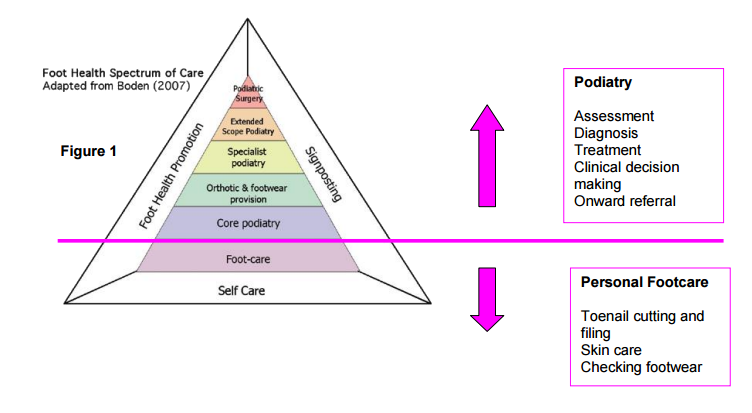 Foot Health Spectrum of Care
Adapted from Boden (2007)
Figure 1
Foot Health Promotion
Signposting
Podiatric
Surgery
Extended
Scope Podiatry
Specialist
podiatry
Orthotic & footwear
provision
Core podiatry
Foot-care
Self Care
Podiatry
Assessment
Diagnosis
Treatment
Clinical decision
making
Onward referral
Personal Footcare
Toenail cutting and
filing
Skin care
Checking footwear